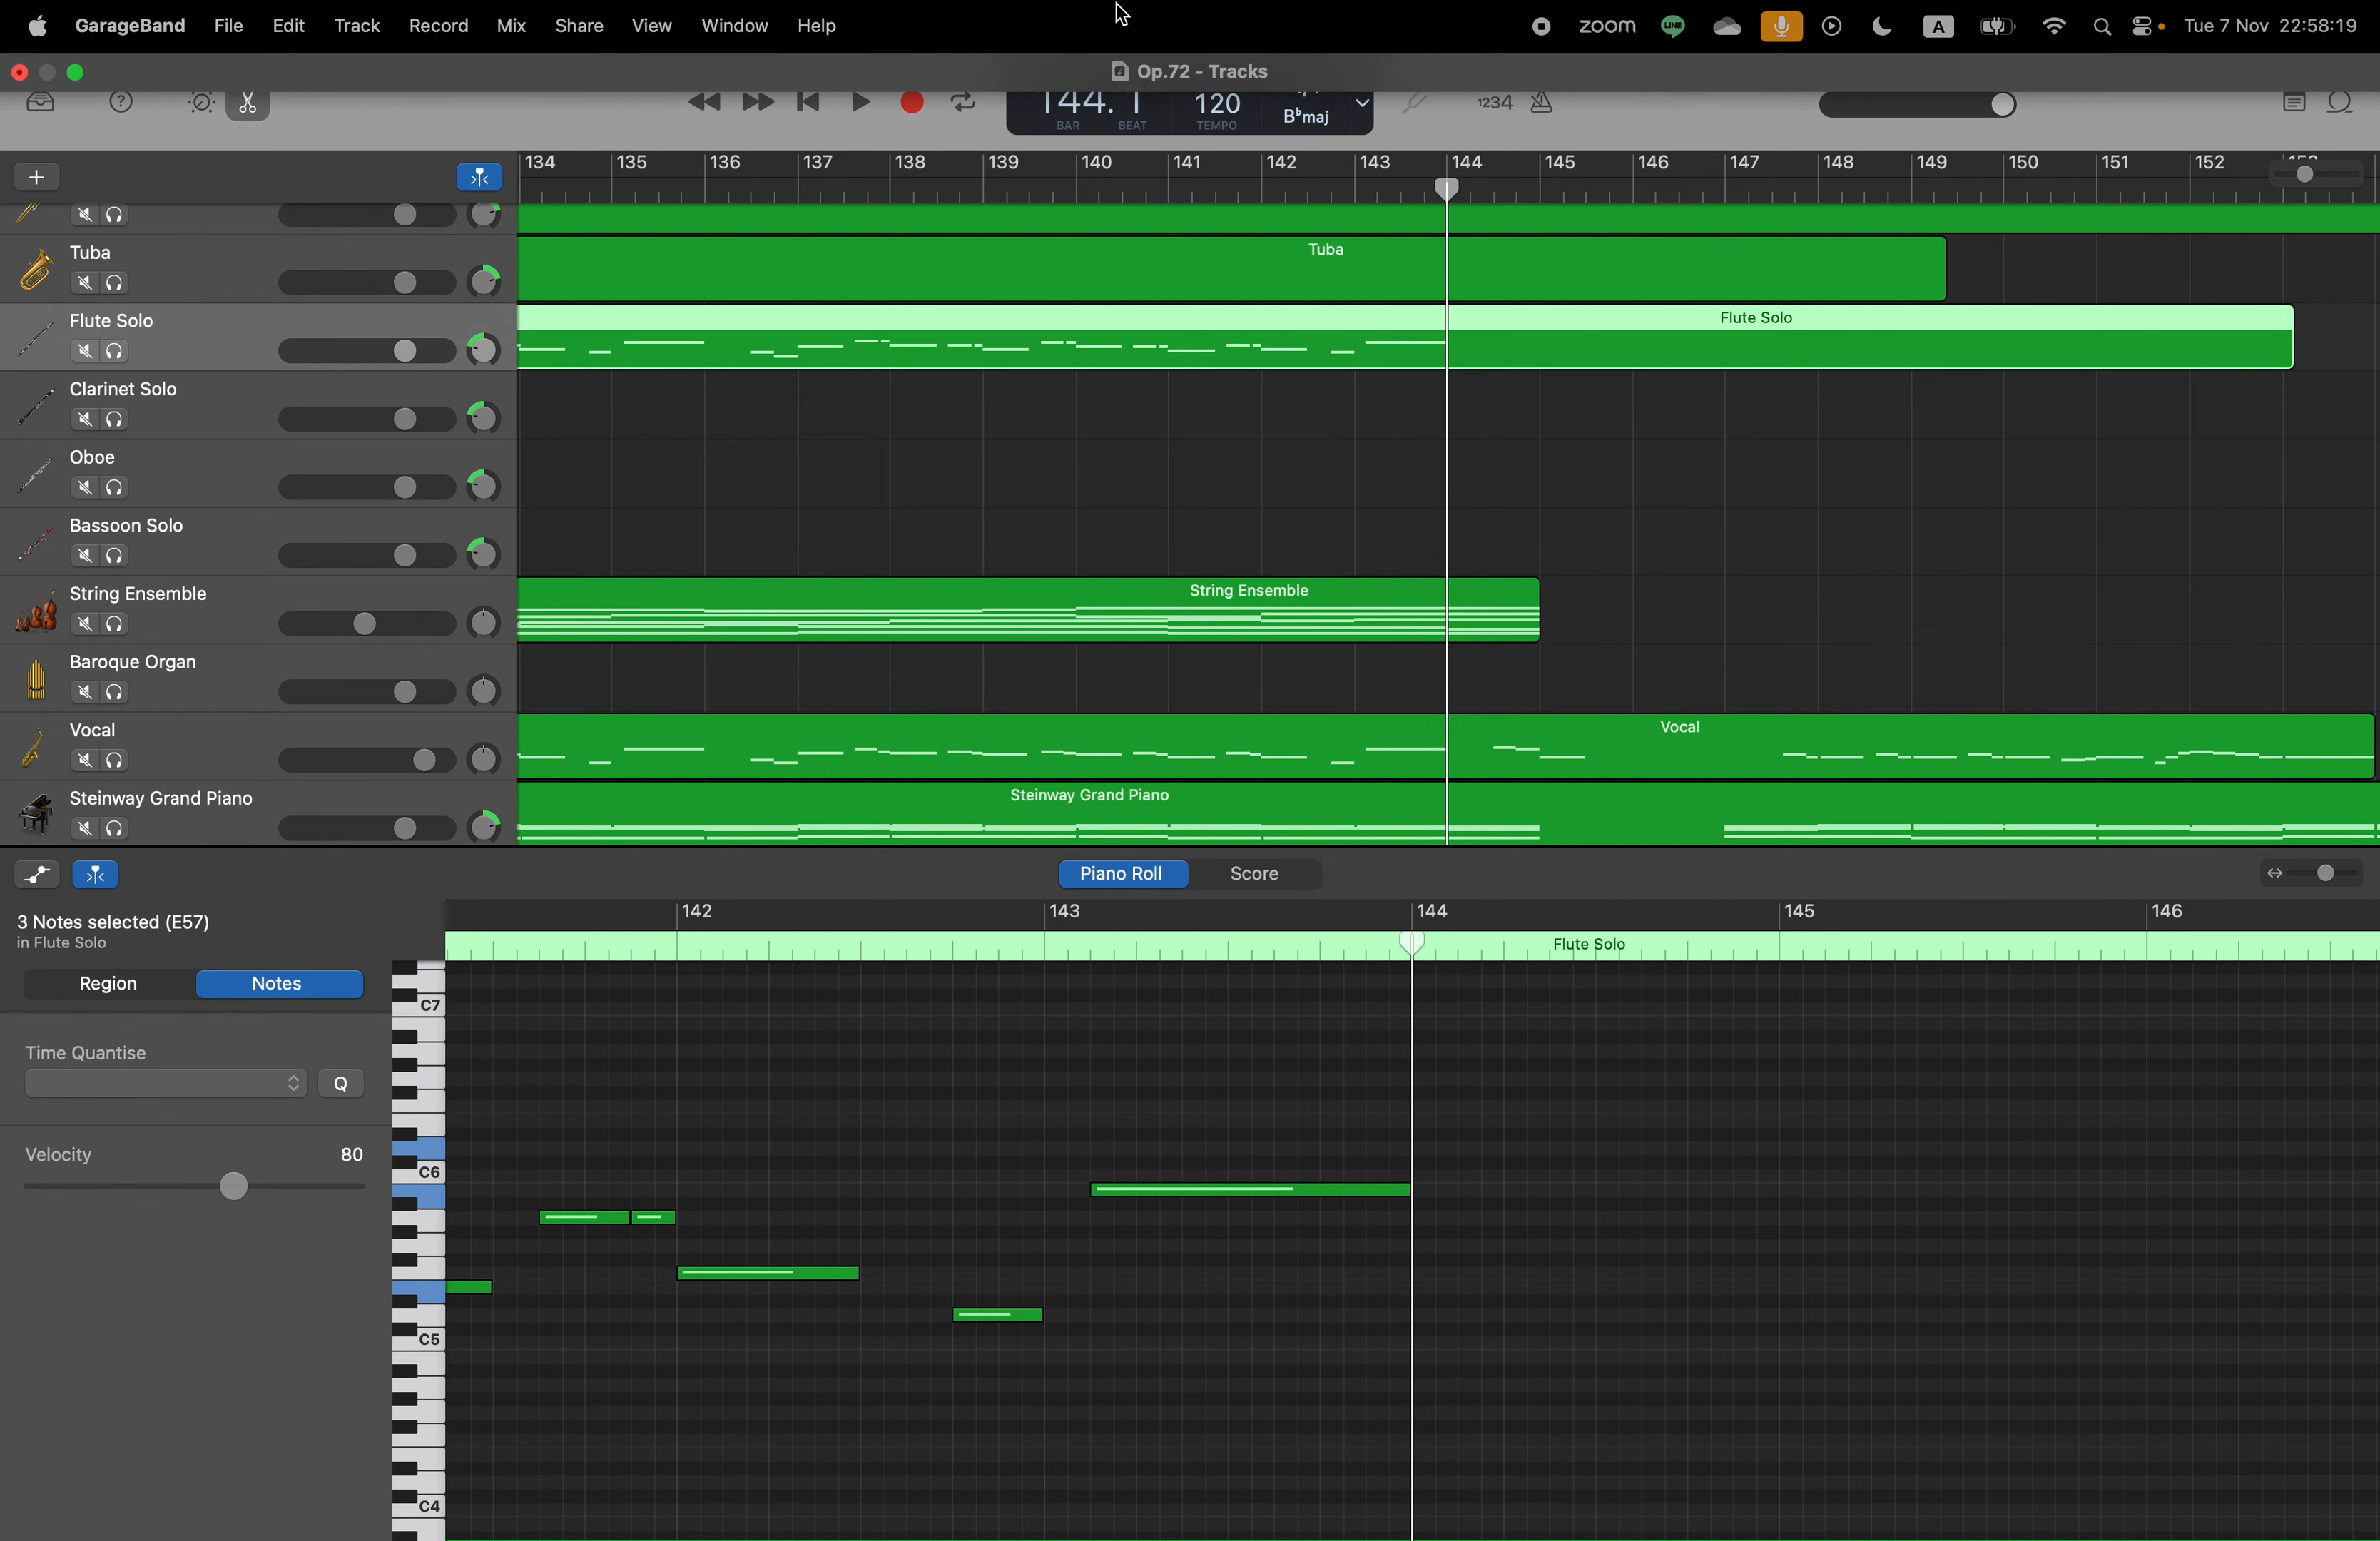 GarageBand File Edit Track Record Mix Share View Window Help zoom LINE A Tue 7 Nov 22:58:19
Op.72 - Tracks
144. 1 120
B♭maj 1234
BAR BEAT TEMPO
134 135 136 137 138 139 140 141 142 143 144 145 146 147 148 149 150 151 152
Tuba Tuba
Flute Solo Flute Solo
Clarinet Solo
Oboe
Bassoon Solo
String Ensemble String Ensemble
Baroque Organ
Vocal Vocal
Steinway Grand Piano Steinway Grand Piano
Piano Roll Score
3 Notes selected (E57)
in Flute Solo
142 143 144 145 146
Flute Solo
Region Notes
C7
Time Quantise
Q
Velocity 80
C6
C5
C4